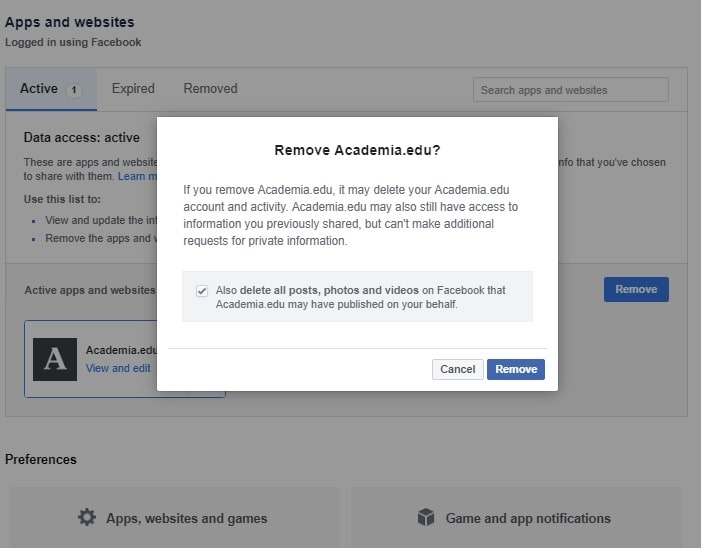 Apps and websites
Logged in using Facebook
Active 1 Expired Removed Search apps and websites
Data access: active
These are apps and website
nfo that you've chosen
to share with them. Learn m
Use this list to:
View and update the in
Remove the apps and
Active apps and websites
Remove
A Academia.edu
View and edit
Remove Academia.edu?
If you remove Academia.edu, it may delete your Academia.edu
account and activity. Academia.edu may also still have access to
information you previously shared, but can't make additional
requests for private information.
Also delete all posts, photos and videos on Facebook that
Academia.edu may have published on your behalf.
Cancel Remove
Preferences
Apps, websites and games Game and app notifications